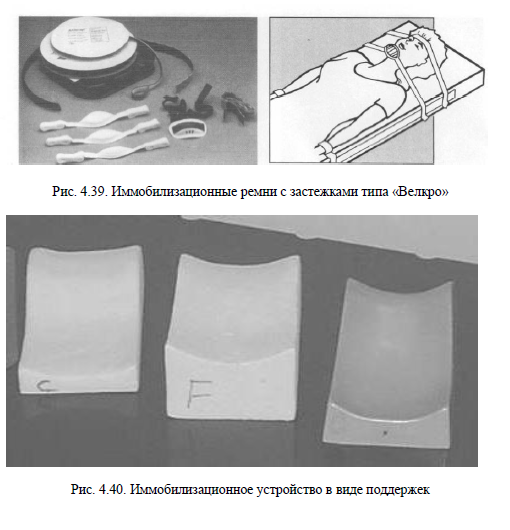 Рис. 4.39. Иммобилизационные ремни с застежками типа «Велкро»
C
F
Рис. 4.40. Иммобилизационное устройство в виде поддержек